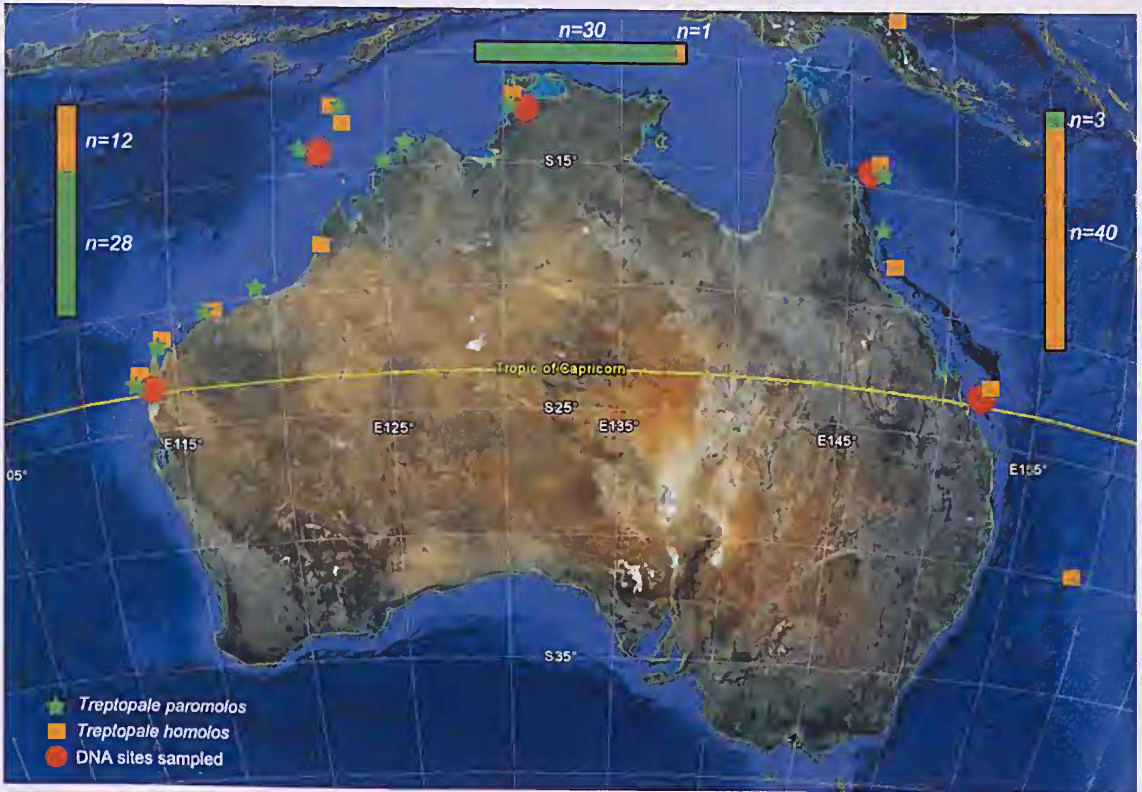 n=30 n=1
n=12
n=3
S15°
n=40
n=28
Tropic of Capricorn
S25°
E125° E135°
E115° E145°
05° E155°
S35°
Treptopale paromolos
Treptopale homolos
DNA sites sampled